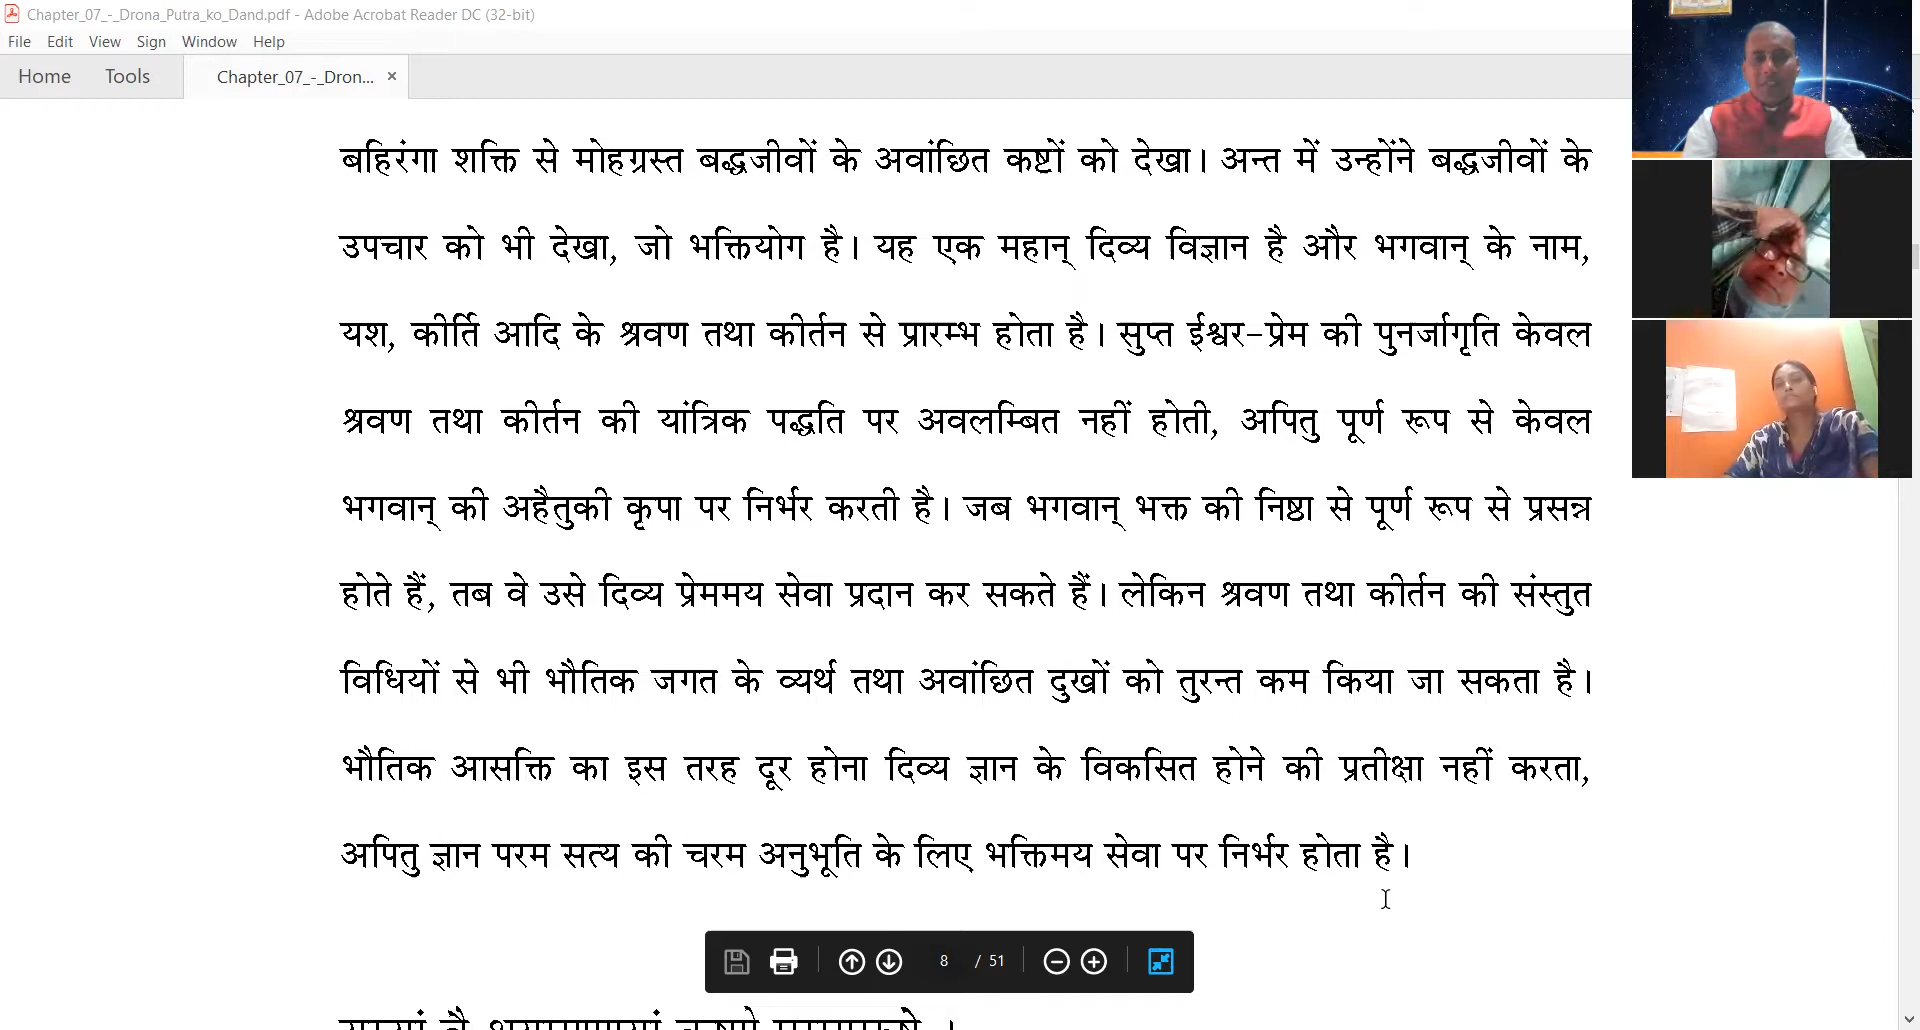 Chapter_07_-_Drona_Putra_ko_Dand.pdf - Adobe Acrobat Reader DC (32-bit)
File Edit View Sign Window Help
Home Tools Chapter_07_-_Dron... ×
बहिरंगा शक्ति से मोहग्रस्त बद्धजीवों के अवांछित कष्टों को देखा। अन्त में उन्होंने बद्धजीवों के
उपचार को भी देखा, जो भक्तियोग है। यह एक महान् दिव्य विज्ञान है और भगवान् के नाम,
यश, कीर्ति आदि के श्रवण तथा कीर्तन से प्रारम्भ होता है। सुप्त ईश्वर-प्रेम की पुनर्जागृति केवल
श्रवण तथा कीर्तन की यांत्रिक पद्धति पर अवलम्बित नहीं होती, अपितु पूर्ण रूप से केवल
भगवान् की अहैतुकी कृपा पर निर्भर करती है। जब भगवान् भक्त की निष्ठा से पूर्ण रूप से प्रसन्न
होते हैं, तब वे उसे दिव्य प्रेममय सेवा प्रदान कर सकते हैं। लेकिन श्रवण तथा कीर्तन की संस्तुत
विधियों से भी भौतिक जगत के व्यर्थ तथा अवांछित दुखों को तुरन्त कम किया जा सकता है।
भौतिक आसक्ति का इस तरह दूर होना दिव्य ज्ञान के विकसित होने की प्रतीक्षा नहीं करता,
अपितु ज्ञान परम सत्य की चरम अनुभूति के लिए भक्तिमय सेवा पर निर्भर होता है।
8 / 51